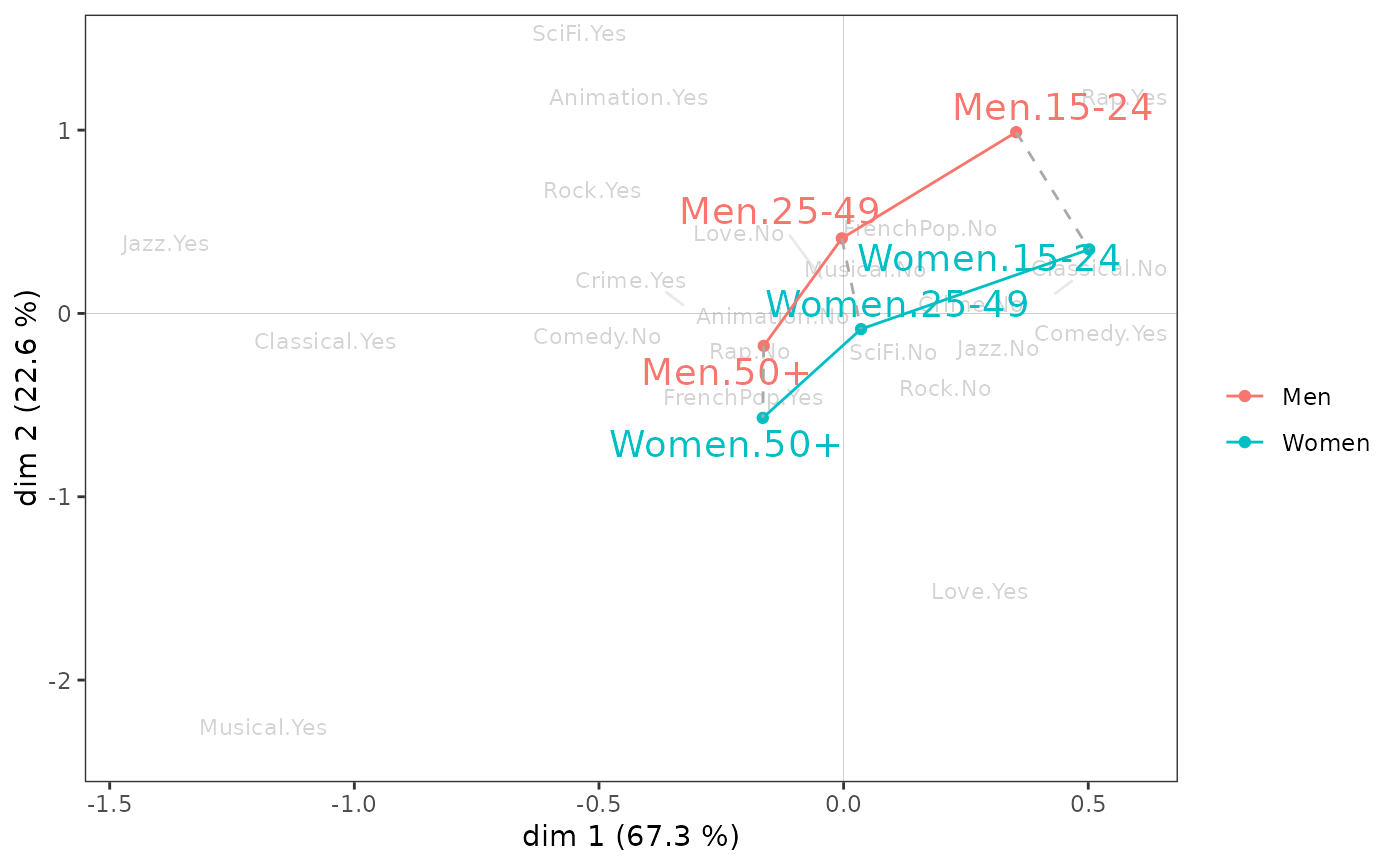 SciFi.Yes
Animation.Yes
Rap.Yes
Men.15-24
Rock.Yes
Men.25-49
Love.No
FrenchPop.No
Jazz.Yes
Women.15-24
Musical.No
Classical.No
Crime.Yes
Women.25-49
Crime.No
Animation.No
Comedy.No
Comedy.Yes
Classical.Yes
Rap.No
SciFi.No
Jazz.No
Men.50+
Rock.No
FrenchPop.Yes
Women.50+
Love.Yes
Musical.Yes
1
0
-1
-2
dim 2 (22.6 %)
-1.5
-1.0
-0.5
0.0
0.5
dim 1 (67.3 %)
Men
Women